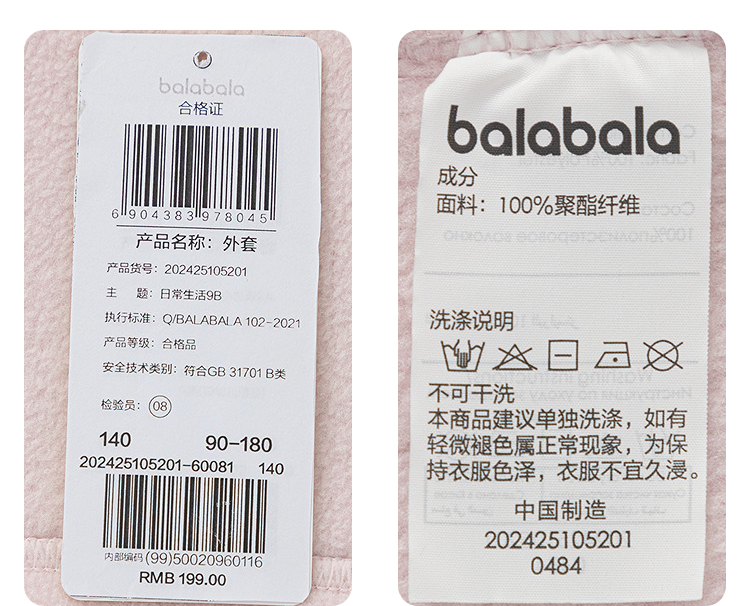 balabala
合格证
6 904383 978045
产品名称：外套
产品货号：202425105201
主 题：日常生活9B
执行标准：Q/BALABALA 102-2021
产品等级：合格品
安全技术类别：符合GB 31701 B类
检验员：08
140 90-180
202425105201-60081 140
内部编码(99)50020960116
RMB 199.00
balabala
成分
面料：100%聚酯纤维
洗涤说明
不可干洗
本商品建议单独洗涤，如有
轻微褪色属正常现象，为保
持衣服色泽，衣服不宜久浸。
中国制造
202425105201
0484